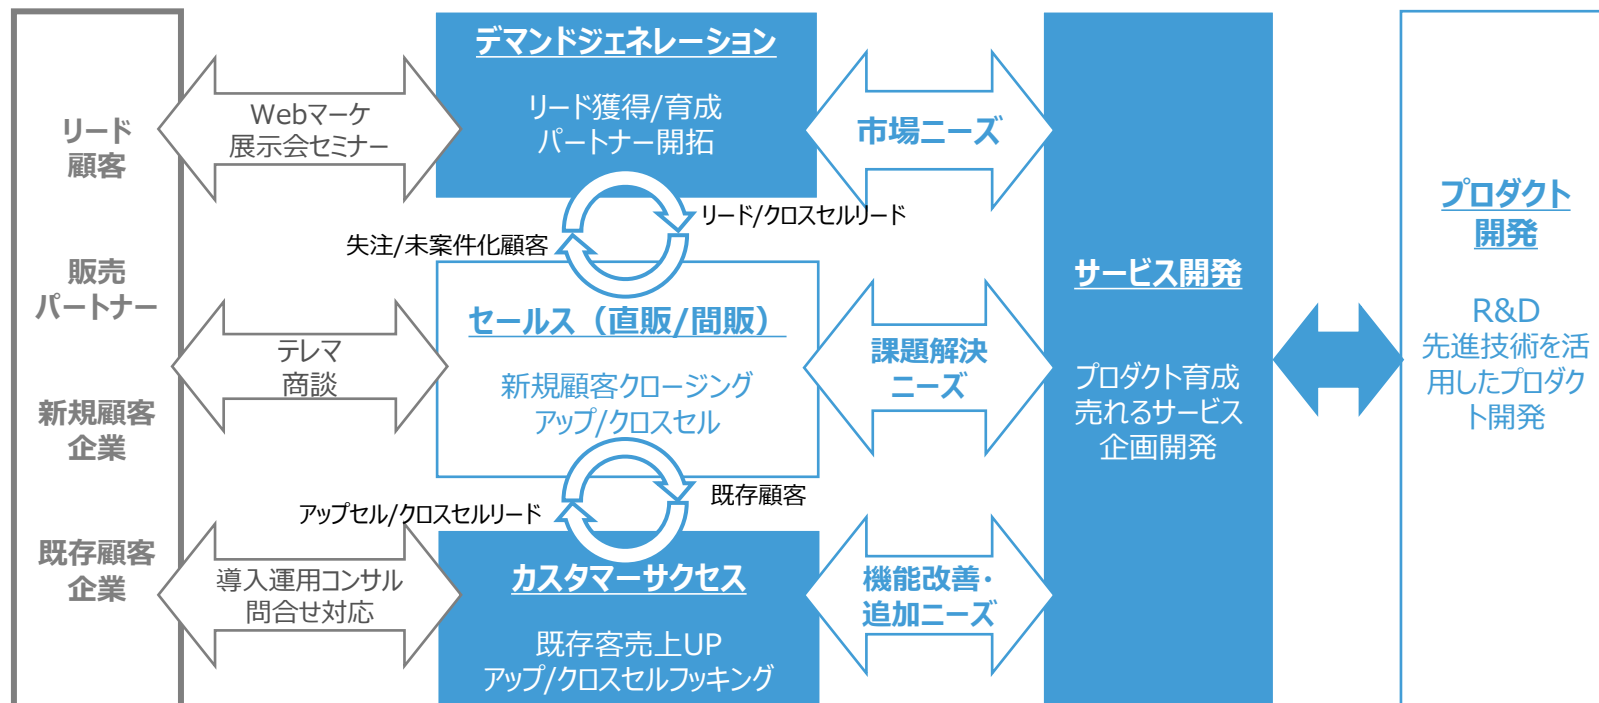 リード
顧客
販売
パートナー
新規顧客
企業
既存顧客
企業
Webマーケ
展示会セミナー
テレマ
商談
導入運用コンサル
問合せ対応
デマンドジェネレーション
リード獲得/育成
パートナー開拓
リード/クロスセルリード
失注/未案件化顧客
セールス（直販/間販）
新規顧客クロージング
アップ/クロスセル
既存顧客
アップセル/クロスセルリード
カスタマーサクセス
既存客売上UP
アップ/クロスセルフッキング
市場ニーズ
課題解決
ニーズ
機能改善・
追加ニーズ
サービス開発
プロダクト育成
売れるサービス
企画開発
プロダクト
開発
R&D
先進技術を活
用したプロダク
ト開発